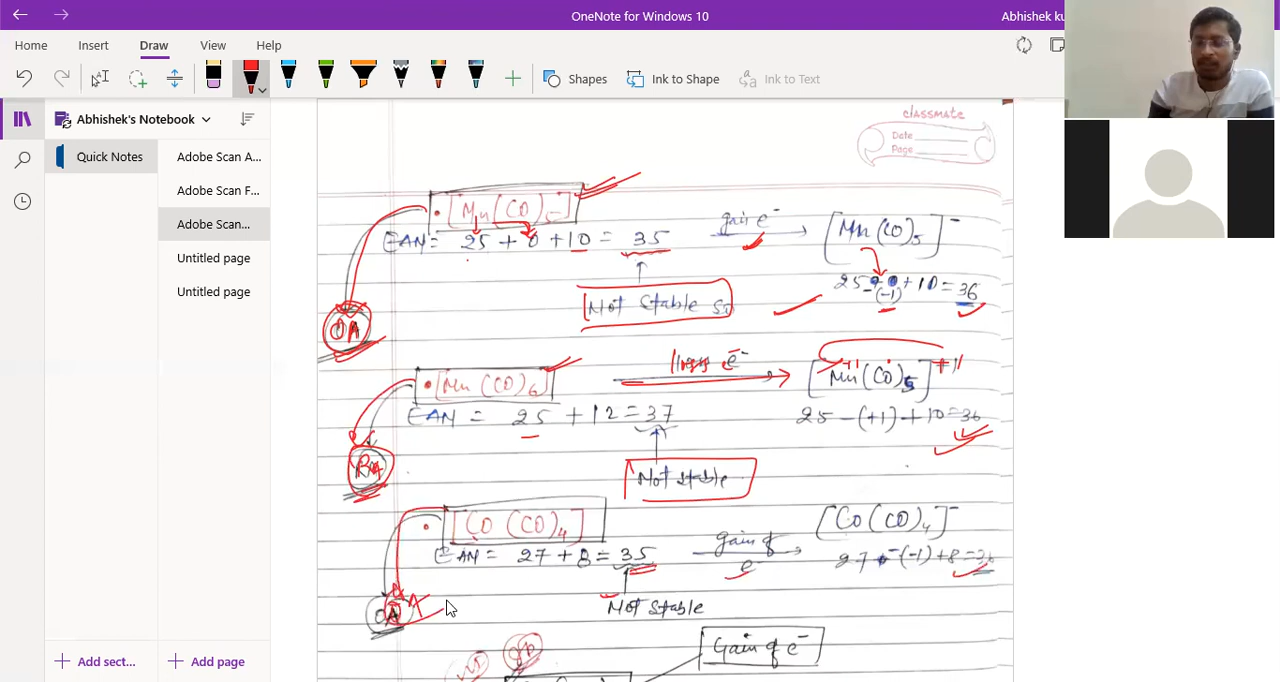 OneNote for Windows 10
Abhishek ku
Home Insert Draw View Help
Shapes Ink to Shape Ink to Text
Abhishek's Notebook
Quick Notes
Adobe Scan A...
Adobe Scan F...
Adobe Scan...
Untitled page
Untitled page
Add sect... Add page
classmate
Date
Page
[Mn(CO)5] gain e⁻ [Mn(CO)5]⁻
EAN = 25 + 0 + 10 = 35
25 - (-1) + 10 = 36
Not Stable
OA
[Mn(CO)6] e⁻ [Mn(CO)5]+1
EAN = 25 + 12 = 37 25 - (+1) + 10 = 36
RA
Not stable
[Co(CO)4] gain of e⁻ [Co(CO)4]⁻
EAN = 27 + 8 = 35 27 - (-1) + 8 = 36
OA
Not Stable
Gain of e⁻